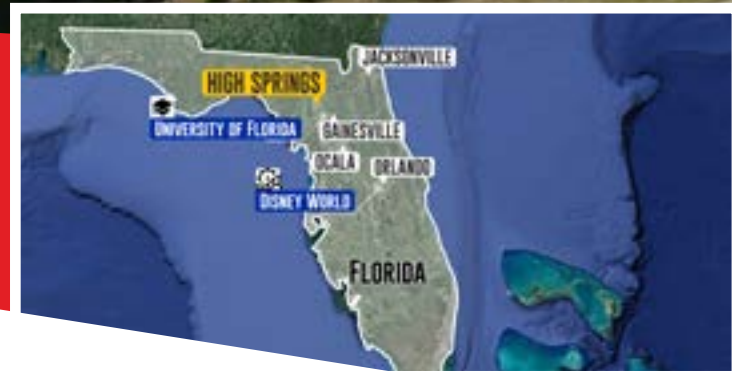 JACKSONVILLE
HIGH SPRINGS
UNIVERSITY OF FLORIDA
GAINESVILLE
OCALA
ORLANDO
DISNEY WORLD
FLORIDA